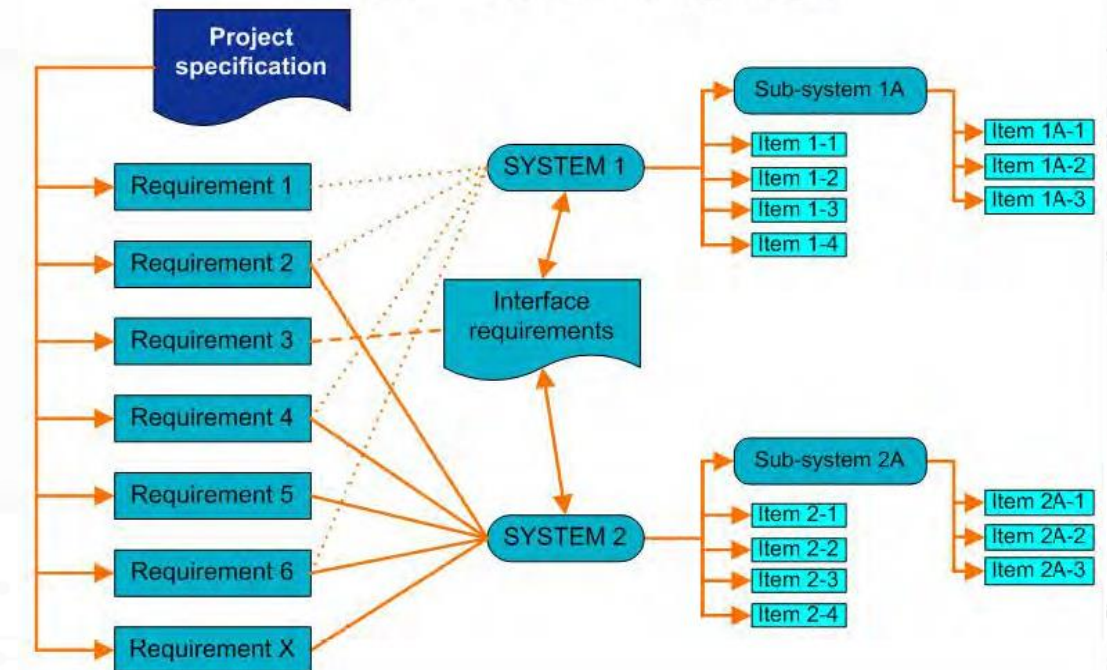 Project
specification
Requirement 1
Requirement 2
Requirement 3
Requirement 4
Requirement 5
Requirement 6
Requirement X
SYSTEM 1
Interface
requirements
SYSTEM 2
Sub-system 1A
Item 1-1
Item 1-2
Item 1-3
Item 1-4
Item 1A-1
Item 1A-2
Item 1A-3
Sub-system 2A
Item 2-1
Item 2-2
Item 2-3
Item 2-4
Item 2A-1
Item 2A-2
Item 2A-3